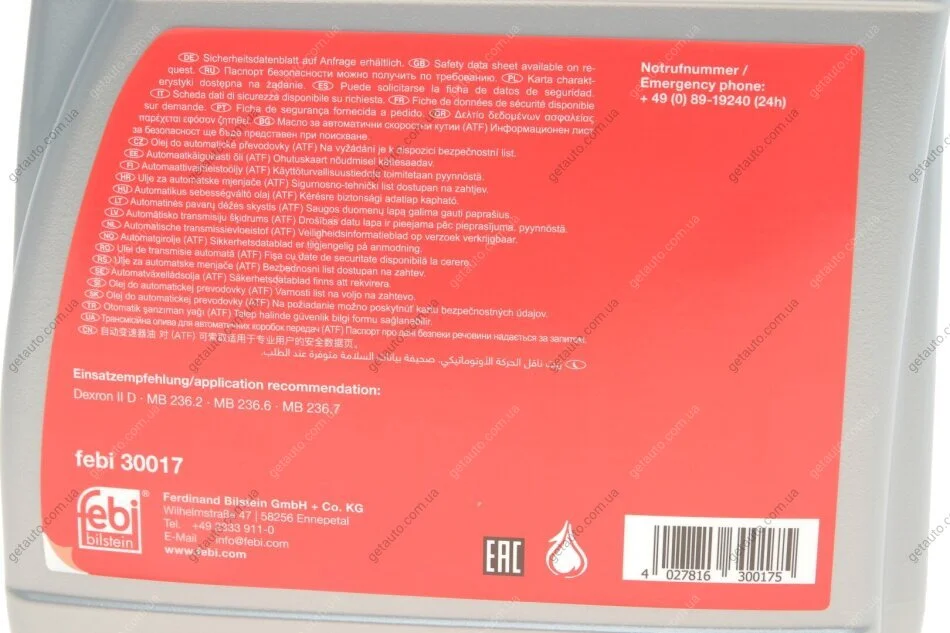 DE Sicherheitsdatenblatt auf Anfrage erhältlich. GB Safety data sheet available on re-
quest. RU Паспорт безопасности можно получить по требованию. PL Karta charakt-
erystyki dostępna na żądanie. ES Puede solicitarse la ficha de datos de seguridad.
IT Scheda dati di sicurezza disponibile su richiesta. FR Fiche de données de sécurité disponible
sur demande. PT Ficha de segurança fornecida a pedido. GR Δελτίο δεδομένων ασφαλείας
παρέχεται εφόσον ζητηθεί. BG Масло за автоматични скоростни кутии (ATF) Информационен лист
за безопасност ще бъде представен при поискване.
CZ Olej do automatické převodovky (ATF) Na vyžádání je k dispozici bezpečnostní list.
EE Automaatkäigukasti õli (ATF) Ohutuskaart nõudmisel kättesaadav.
FI Automaattivaihteistoöljy (ATF) Käyttöturvallisuustiedote toimitetaan pyynnöstä.
HR Ulje za automatske mjenjače (ATF) Sigurnosno-tehnički list dostupan na zahtjev.
HU Automatikus sebességváltó olaj (ATF) Kérésre biztonsági adatlap kapható.
LT Automatinės pavarų dėžės skystis (ATF) Saugos duomenų lapą galima gauti paprašius.
LV Automātisko transmisiju šķidrums (ATF) Drošības datu lapa ir pieejama pēc pieprasījuma, pyynnöstä.
NL Automatische transmissievloeistof (ATF) Veiligheidsinformatieblad op verzoek verkrijgbaar.
NO Automatgirolje (ATF) Sikkerhetsdatablad er tilgjengelig på anmodning.
RO Ulei de transmisie automată (ATF) Fişa cu date de securitate disponibilă la cerere.
RS Ulje za automatske menjače (ATF) Bezbednosni list dostupan na zahtev.
SE Automatväxellådsolja (ATF) Säkerhetsdatablad finns att rekvirera.
SI Olej do automatickej prevodovky (ATF) Varnosti list na voljo na zahtevo.
SK Olej do automatickej prevodovky (ATF) Na požiadanie možno poskytnúť kartu bezpečnostných údajov.
TR Otomatik şanzıman yağı (ATF) Talep halinde güvenlik bilgi formu sağlanabilir.
UA Трансмісійна олива для автоматичних коробок передач (ATF) Паспорт про дані безпеки речовини надається за запитом.
CN 自动变速器油 对 (ATF) 可索取适用于专业用户的安全数据页。
زيت ناقل الحركة الأوتوماتيكي. صحيفة بيانات السلامة متوفرة عند الطلب.
Einsatzempfehlung/application recommendation:
Dexron II D · MB 236.2 · MB 236.6 · MB 236.7
febi 30017
febi
bilstein
®
Ferdinand Bilstein GmbH + Co. KG
Wilhelmstraße 47 | 58256 Ennepetal
Tel. +49 2333 911-0
E-Mail info@febi.com
www.febi.com
Notrufnummer /
Emergency phone:
+ 49 (0) 89-19240 (24h)
EAC
4 027816 300175
getauto.com.ua